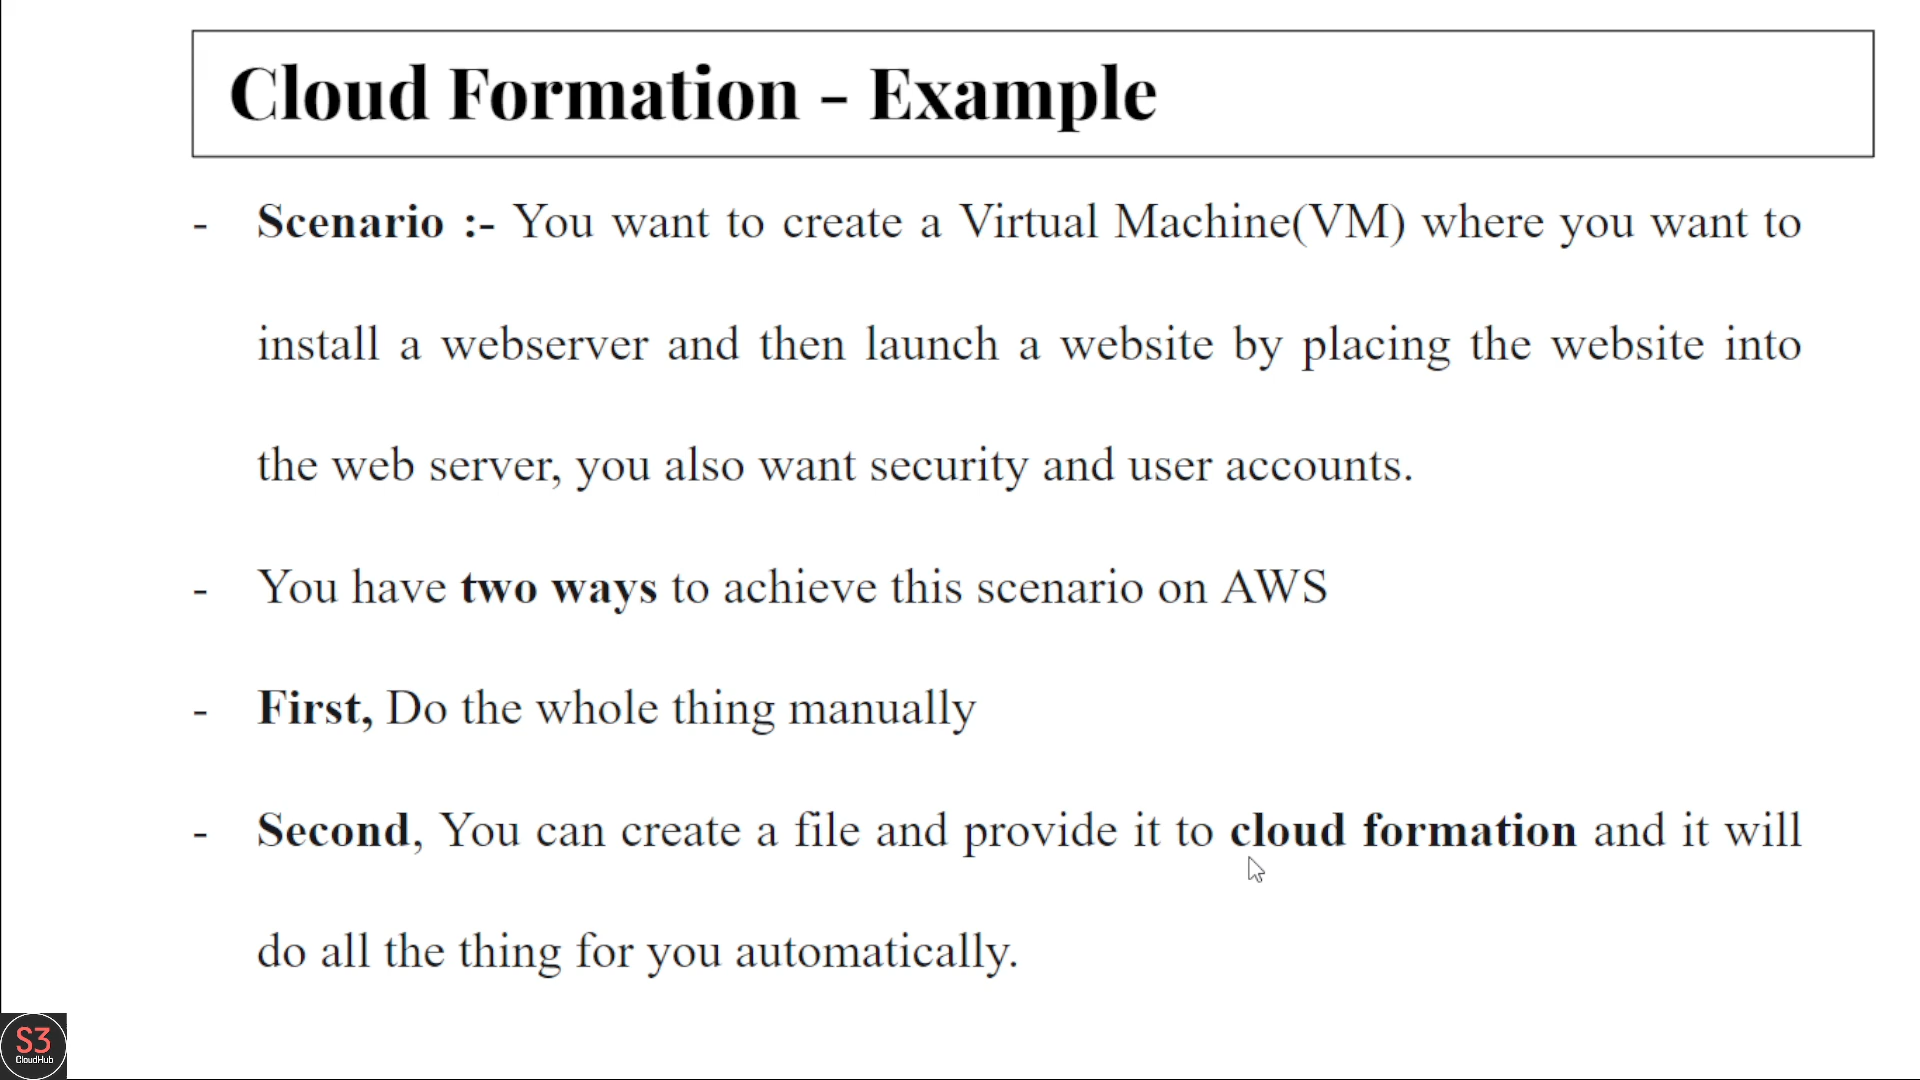 Cloud Formation - Example
- Scenario :- You want to create a Virtual Machine(VM) where you want to
install a webserver and then launch a website by placing the website into
the web server, you also want security and user accounts.
- You have two ways to achieve this scenario on AWS
- First, Do the whole thing manually
- Second, You can create a file and provide it to cloud formation and it will
do all the thing for you automatically.
S3
CloudHub